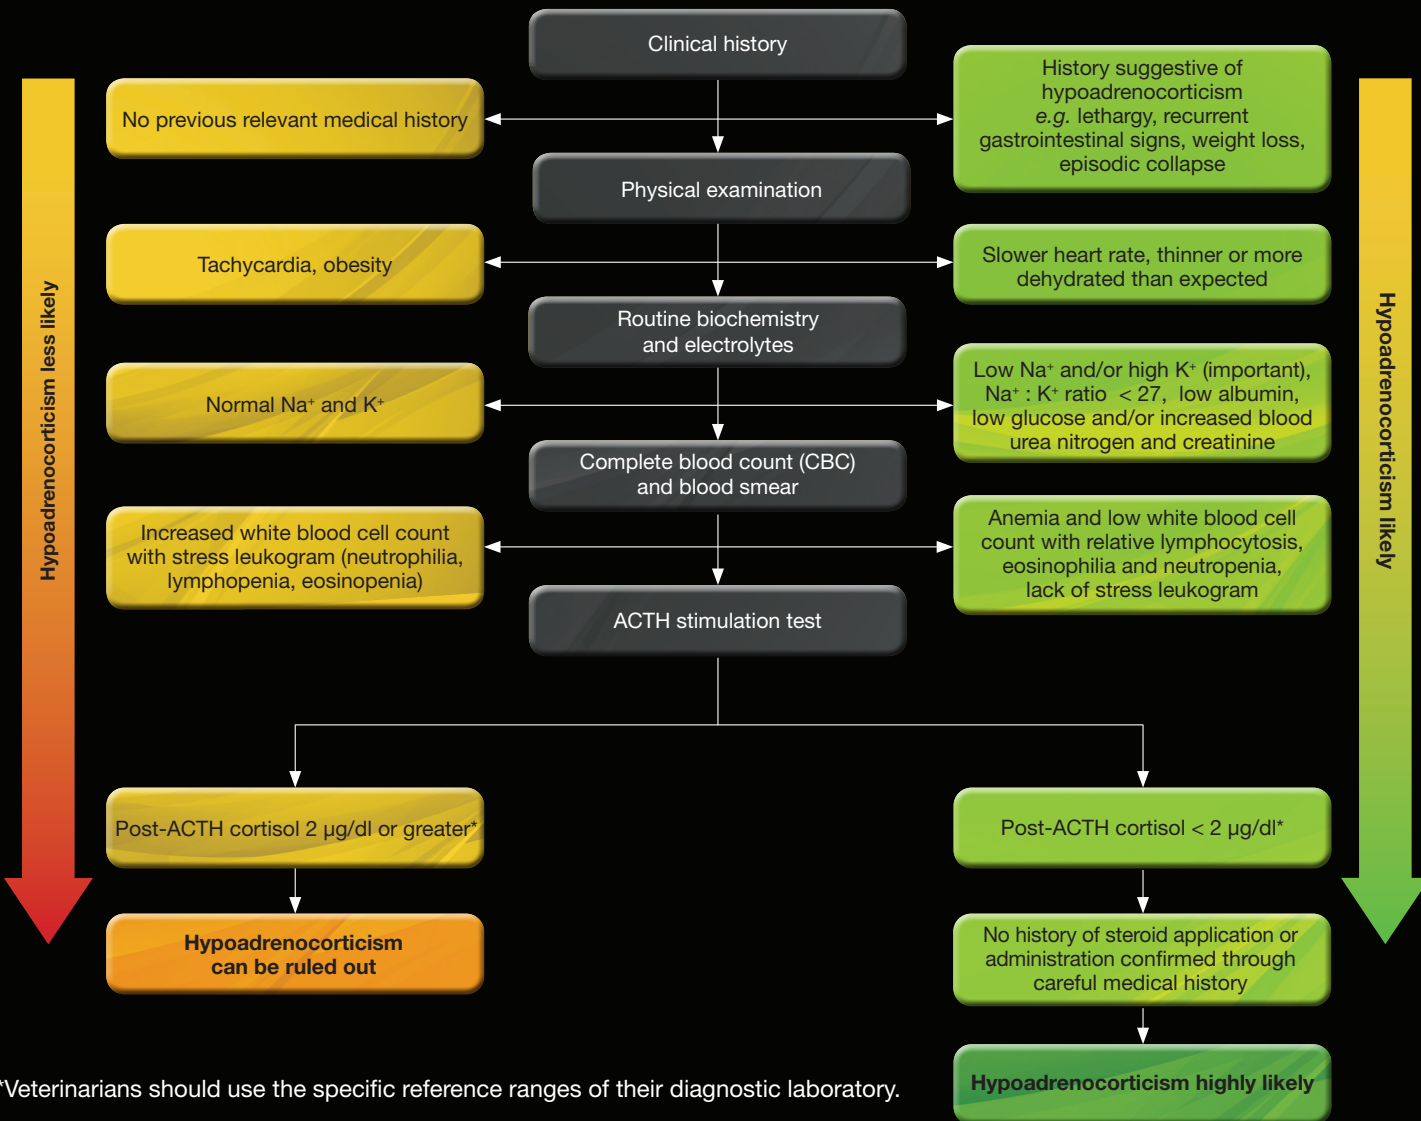 Clinical history
No previous relevant medical history
History suggestive of
hypoadrenocorticism
e.g. lethargy, recurrent
gastrointestinal signs, weight loss,
episodic collapse
Physical examination
Tachycardia, obesity
Slower heart rate, thinner or more
dehydrated than expected
Routine biochemistry
and electrolytes
Normal Na⁺ and K⁺
Low Na⁺ and/or high K⁺ (important),
Na⁺ : K⁺ ratio < 27, low albumin,
low glucose and/or increased blood
urea nitrogen and creatinine
Complete blood count (CBC)
and blood smear
Increased white blood cell count
with stress leukogram (neutrophilia,
lymphopenia, eosinopenia)
Anemia and low white blood cell
count with relative lymphocytosis,
eosinophilia and neutropenia,
lack of stress leukogram
ACTH stimulation test
Hypoadrenocorticism less likely
Hypoadrenocorticism likely
Post-ACTH cortisol 2 µg/dl or greater*
Post-ACTH cortisol < 2 µg/dl*
Hypoadrenocorticism
can be ruled out
No history of steroid application or
administration confirmed through
careful medical history
Hypoadrenocorticism highly likely
*Veterinarians should use the specific reference ranges of their diagnostic laboratory.